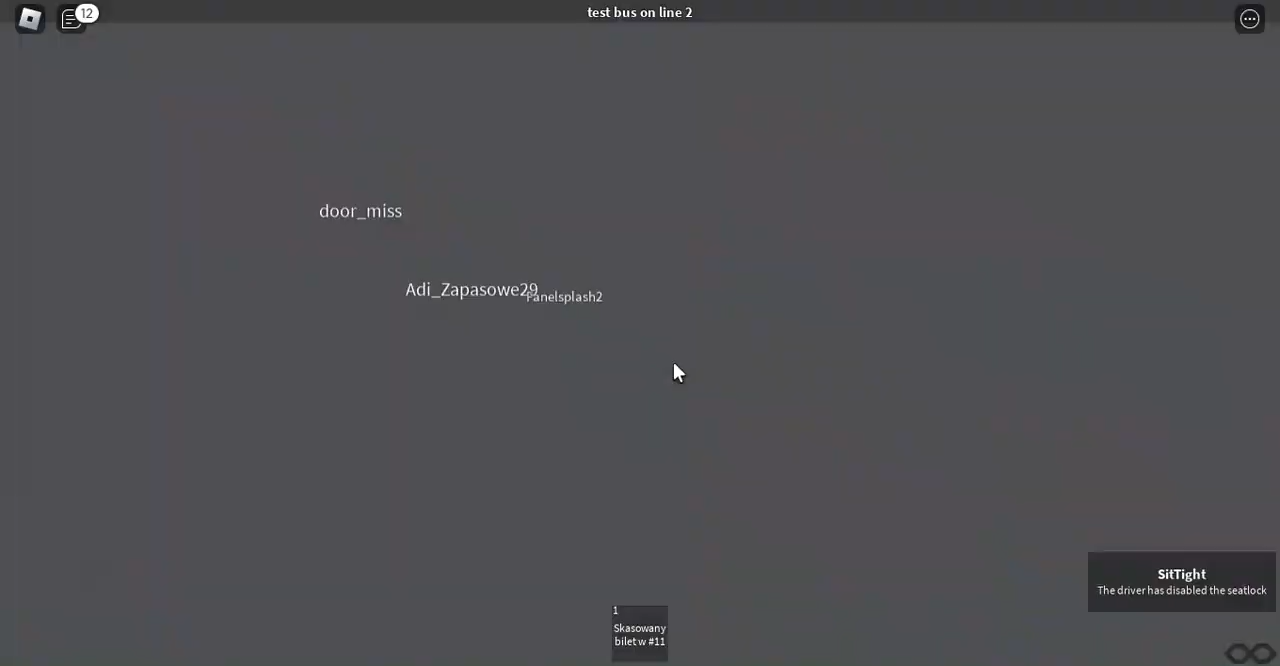 12
test bus on line 2
door_miss
Adi_Zapasowe29
Panelsplash2
SitTight
The driver has disabled the seatlock
1
Skasowany
bilet w #11